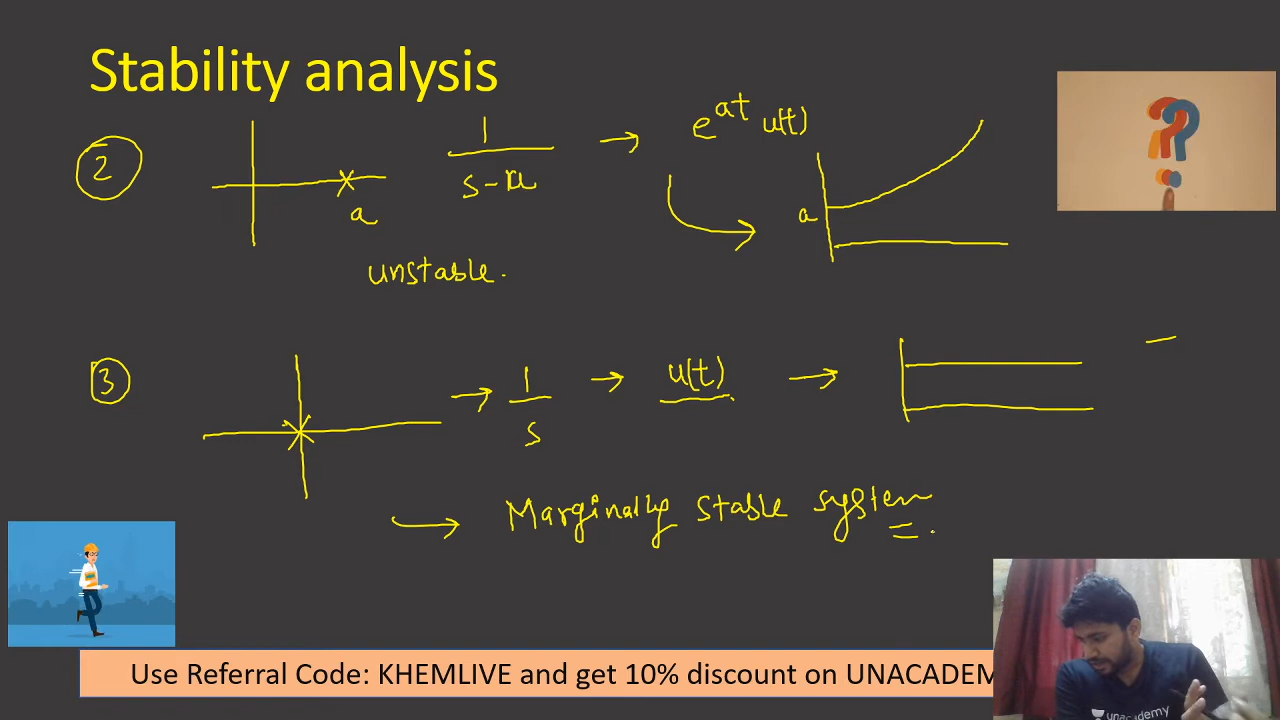 Stability analysis
2
1
s-a
e^at u(t)
a
a
unstable.
3
1
s
u(t)
Marginally stable system
Use Referral Code: KHEMLIVE and get 10% discount on UNACADEM
unacademy